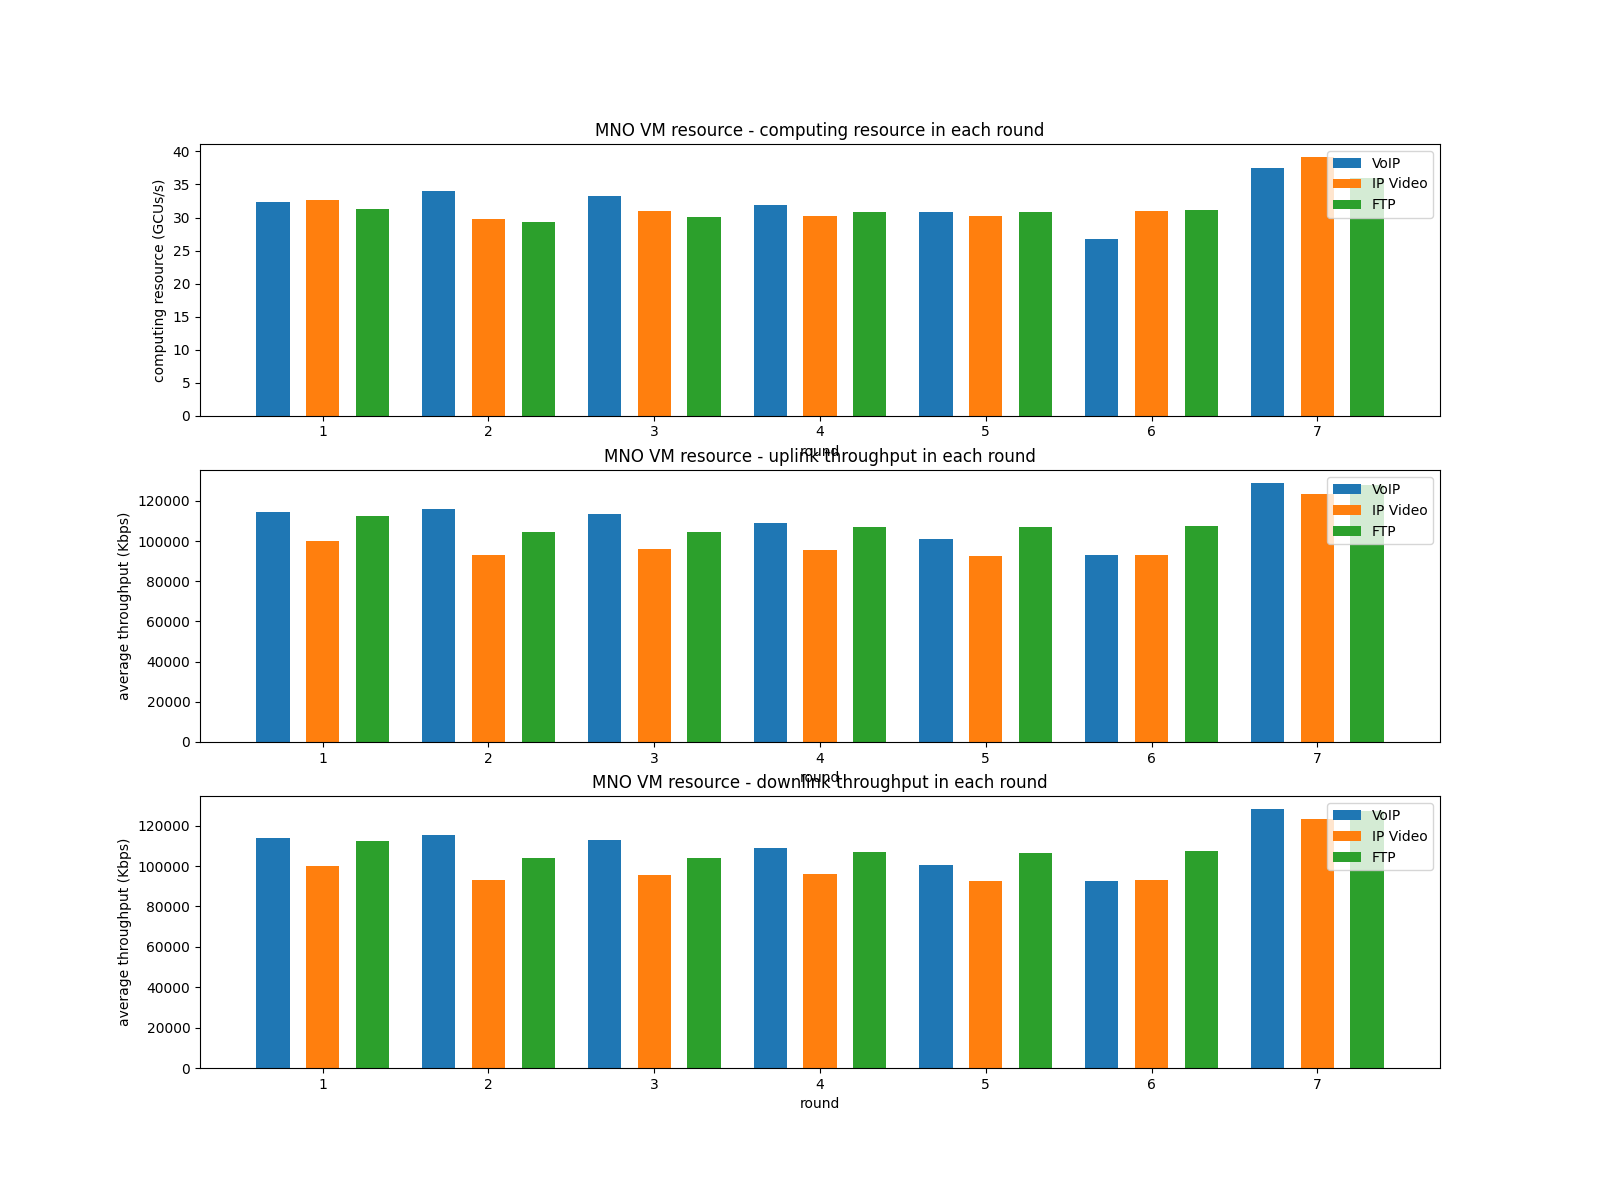 MNO VM resource - computing resource in each round
computing resource (GCUs/s)
40
35
30
25
20
15
10
5
0
VoIP
IP Video
FTP
1 2 3 4 5 6 7
round
MNO VM resource - uplink throughput in each round
average throughput (Kbps)
120000
100000
80000
60000
40000
20000
0
VoIP
IP Video
FTP
1 2 3 4 5 6 7
round
MNO VM resource - downlink throughput in each round
average throughput (Kbps)
120000
100000
80000
60000
40000
20000
0
VoIP
IP Video
FTP
1 2 3 4 5 6 7
round